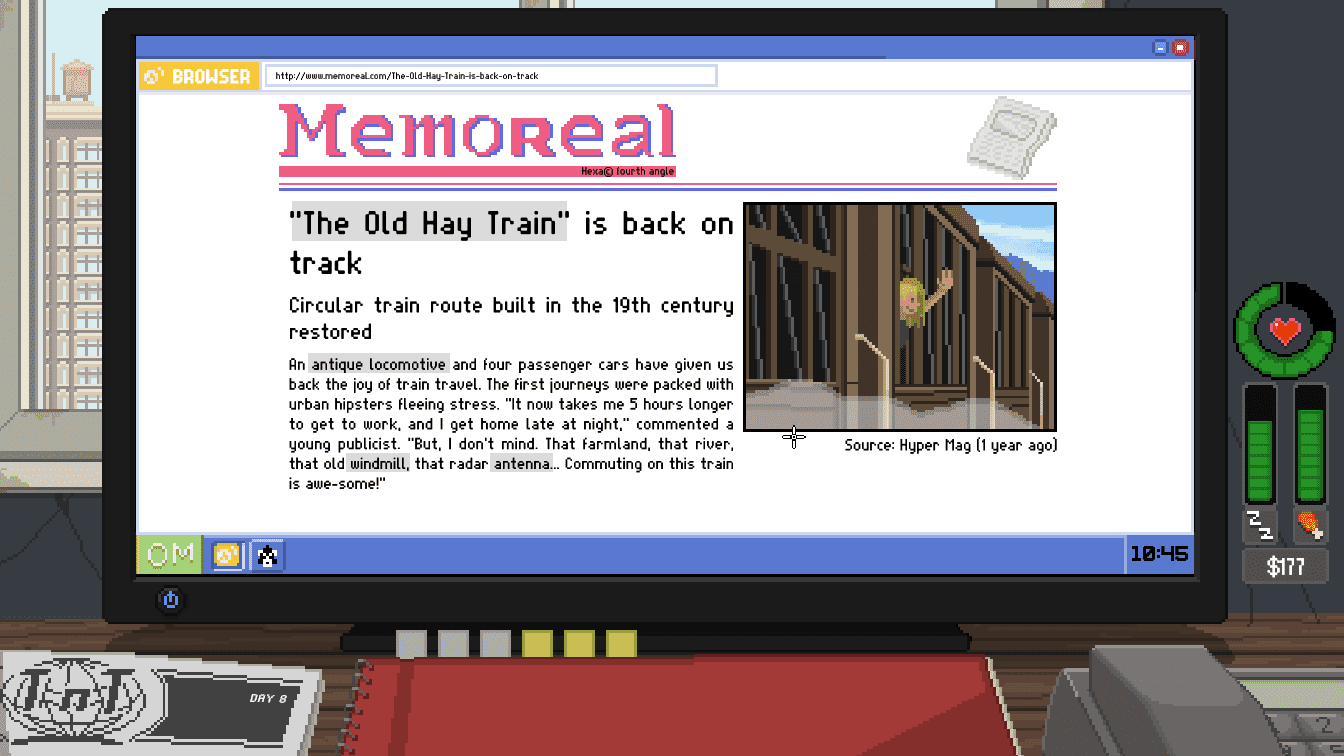 BROWSER
http://www.memoreal.com/The-Old-Hay-Train-is-back-on-track
Memoreal
Hexa© fourth angle
"The Old Hay Train" is back on
track
Circular train route built in the 19th century
restored
An antique locomotive and four passenger cars have given us
back the joy of train travel. The first journeys were packed with
urban hipsters fleeing stress. "It now takes me 5 hours longer
to get to work, and I get home late at night," commented a
young publicist. "But, I don't mind. That farmland, that river,
that old windmill, that radar antenna... Commuting on this train
is awe-some!"
Source: Hyper Mag (1 year ago)
OM
10:45
zz
$177
TnT
DAY 8
2